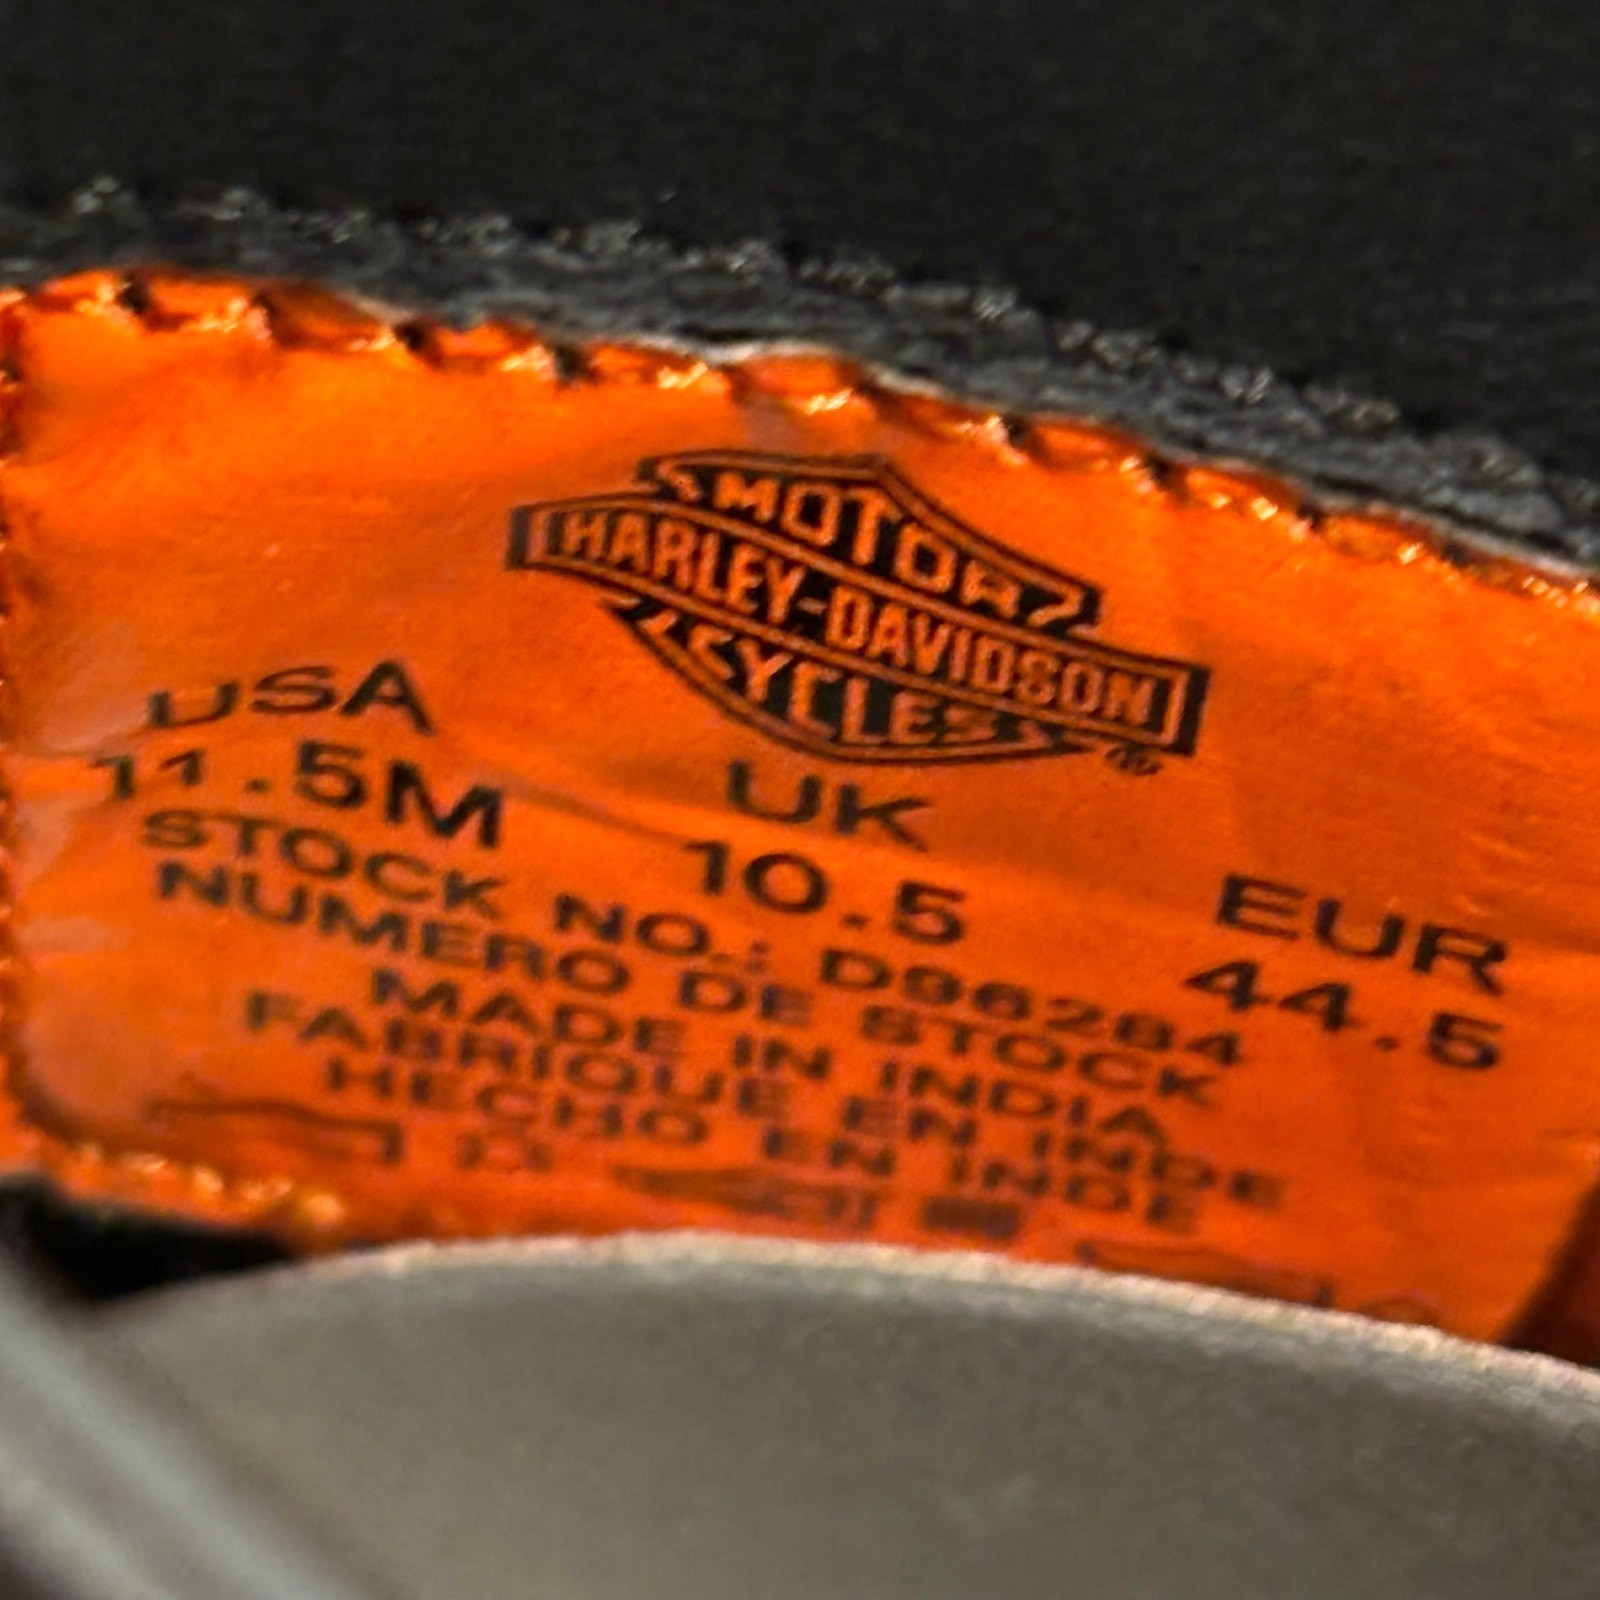 MOTOR
HARLEY-DAVIDSON
CYCLES
®
USA UK EUR
11.5M 10.5 44.5
STOCK NO.: D96284
NUMERO DE STOCK
MADE IN INDIA
FABRIQUE EN INDE
HECHO EN INDE